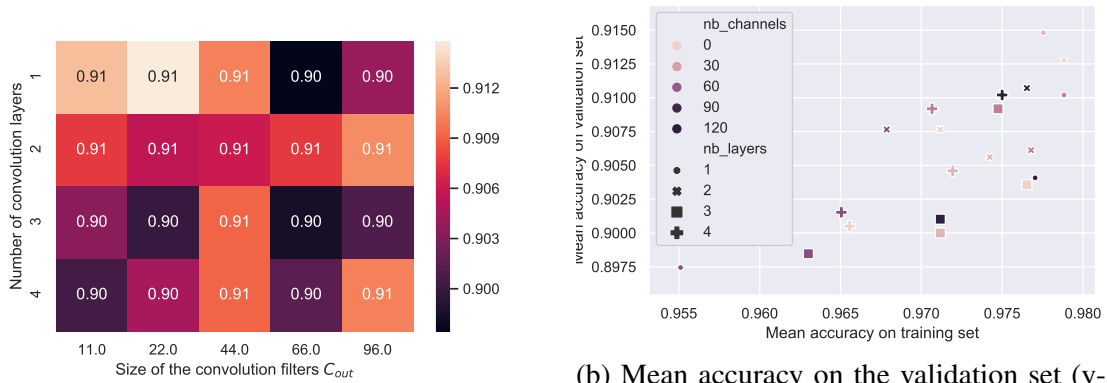 1
2
3
4
Number of convolution layers
0.91 0.91 0.91 0.90 0.90
0.91 0.91 0.91 0.91 0.91
0.90 0.90 0.91 0.90 0.90
0.90 0.90 0.91 0.90 0.91
11.0 22.0 44.0 66.0 96.0
Size of the convolution filters C_out
0.912
0.909
0.906
0.903
0.900
Mean accuracy on validation set
0.9150
0.9125
0.9100
0.9075
0.9050
0.9025
0.9000
0.8975
nb_channels
0
30
60
90
120
nb_layers
1
2
3
4
0.955 0.960 0.965 0.970 0.975 0.980
Mean accuracy on training set
(b) Mean accuracy on the validation set (y-